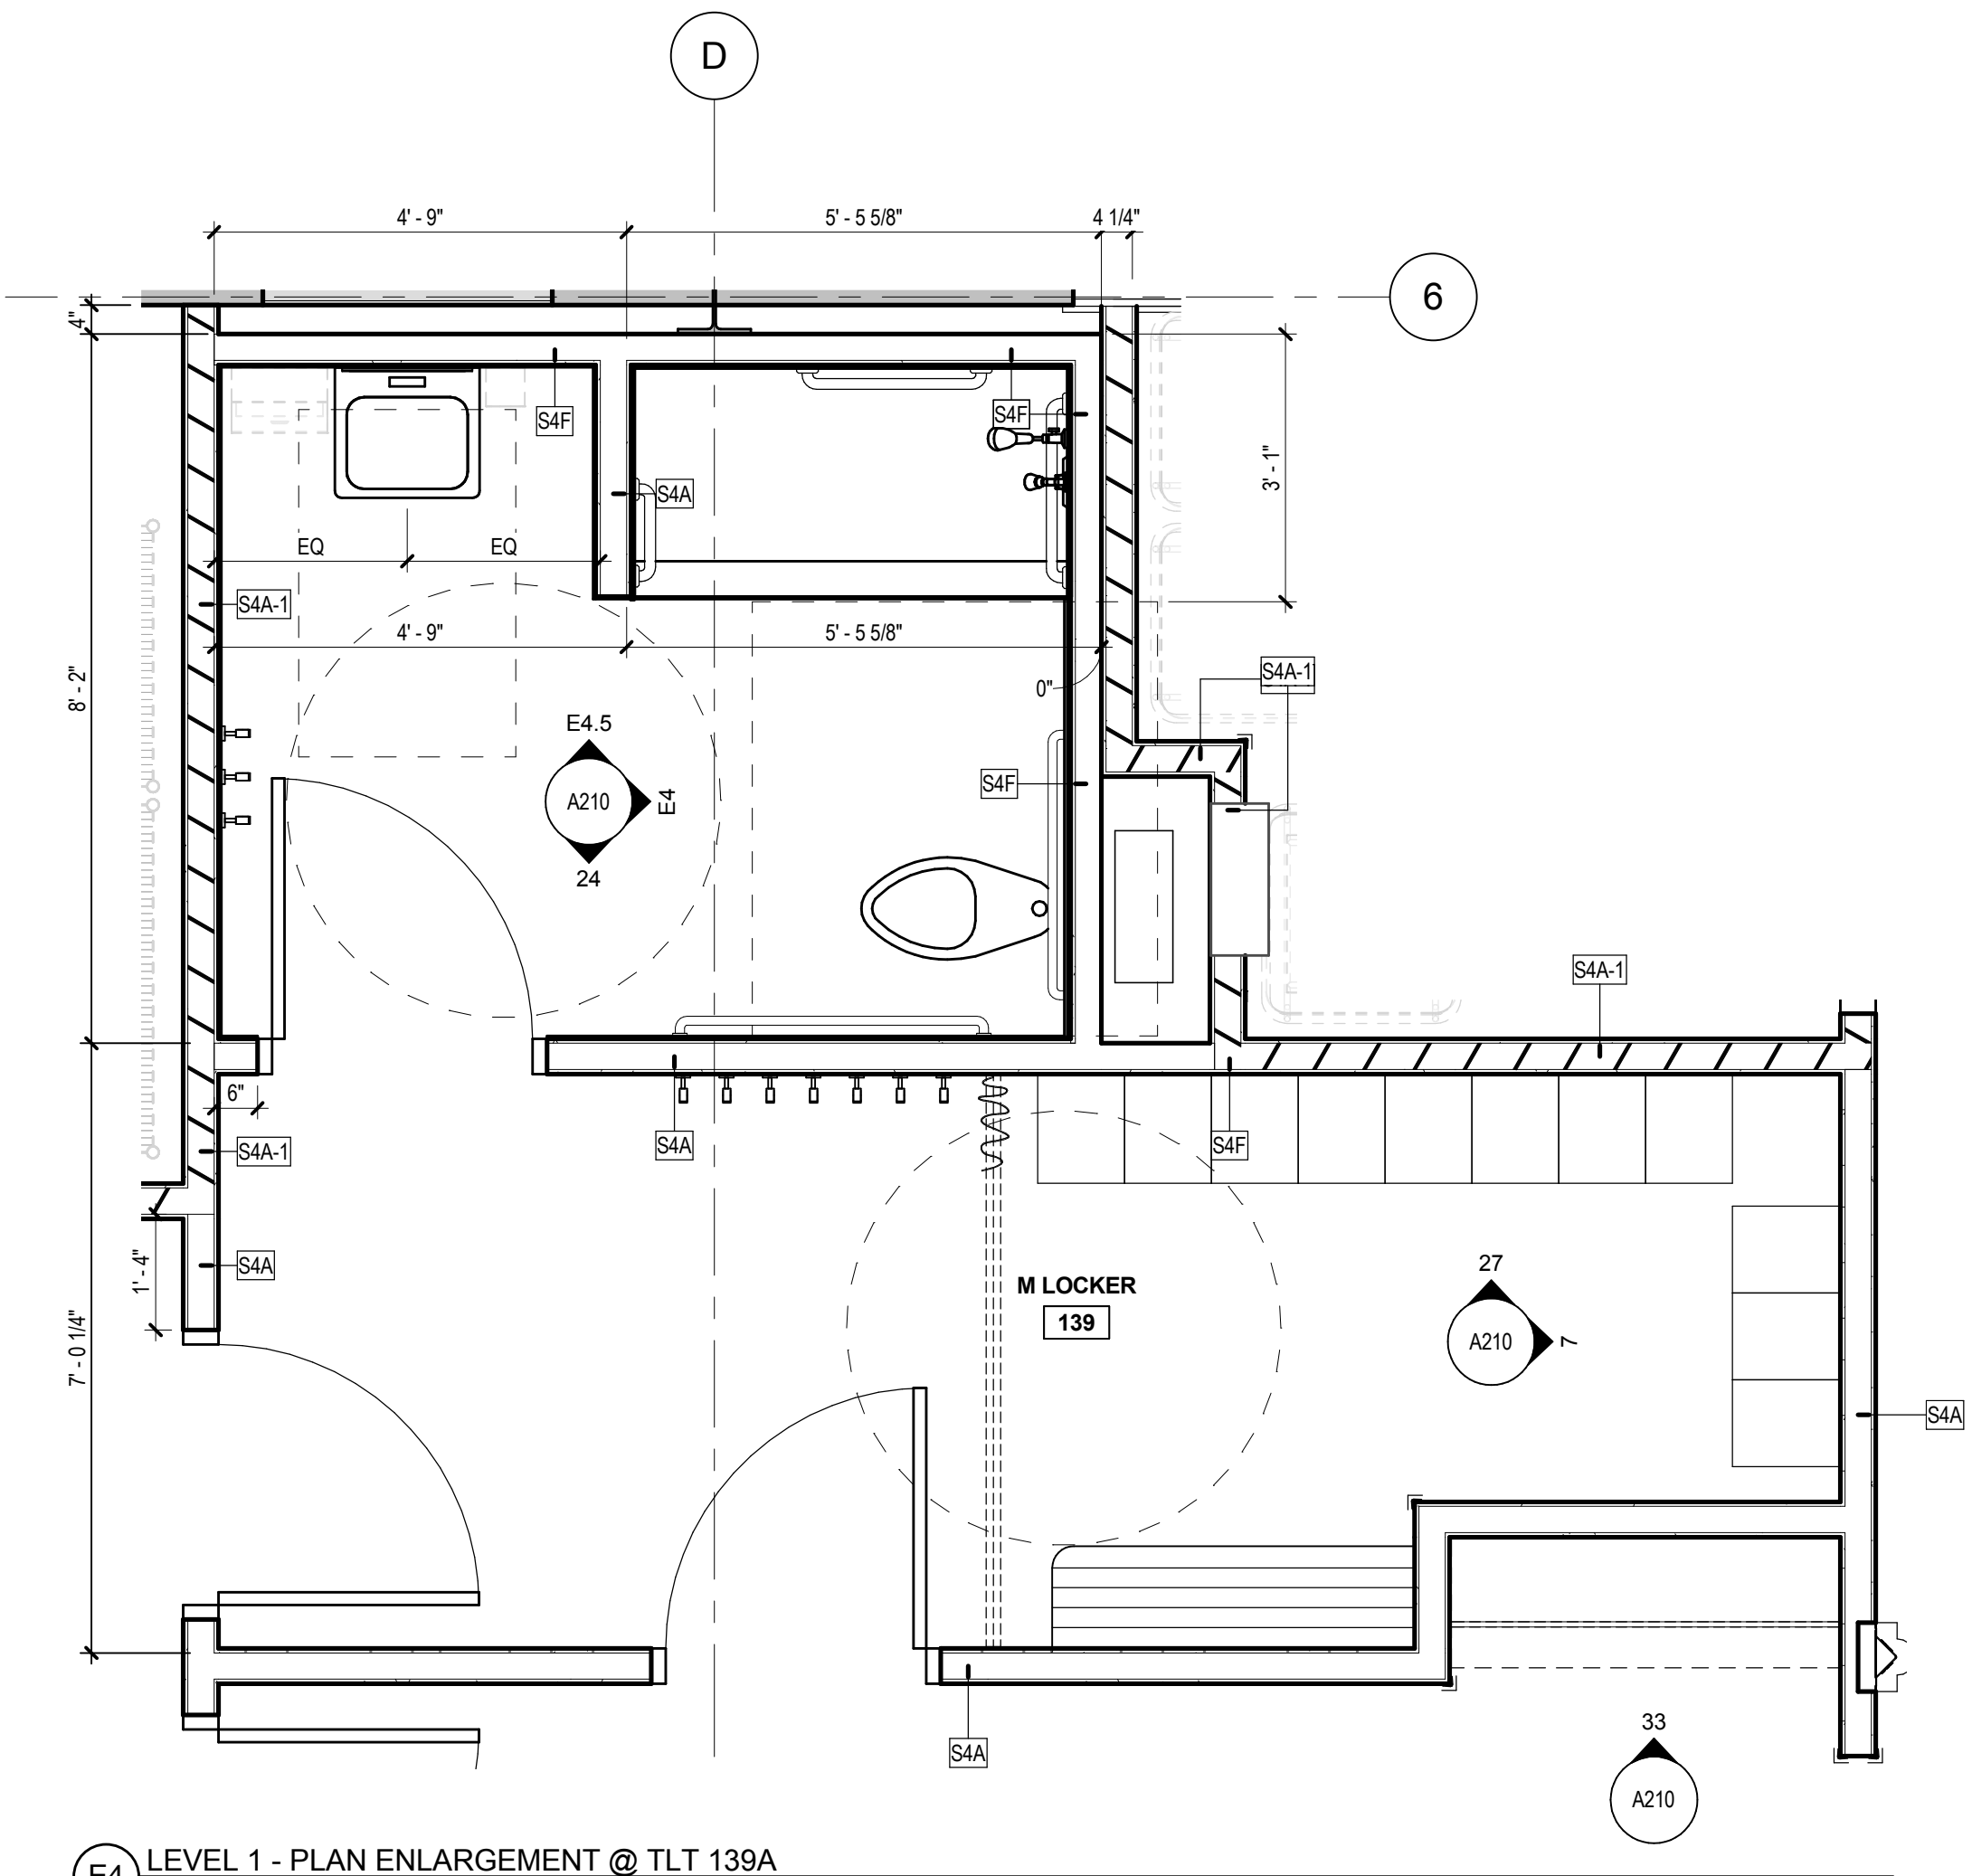 D
4' - 9"
5' - 5 5/8"
4 1/4"
6
4"
S4F
S4F
3' - 1"
S4A
EQ
EQ
S4A-1
4' - 9"
5' - 5 5/8"
8' - 2"
S4A-1
0"
E4.5
S4F
A210
E4
24
S4A-1
6"
S4A-1
S4A
S4F
1' - 4"
S4A
27
M LOCKER
139
7' - 0 1/4"
A210
7
S4A
33
S4A
A210
E4
LEVEL 1 - PLAN ENLARGEMENT @ TLT 139A